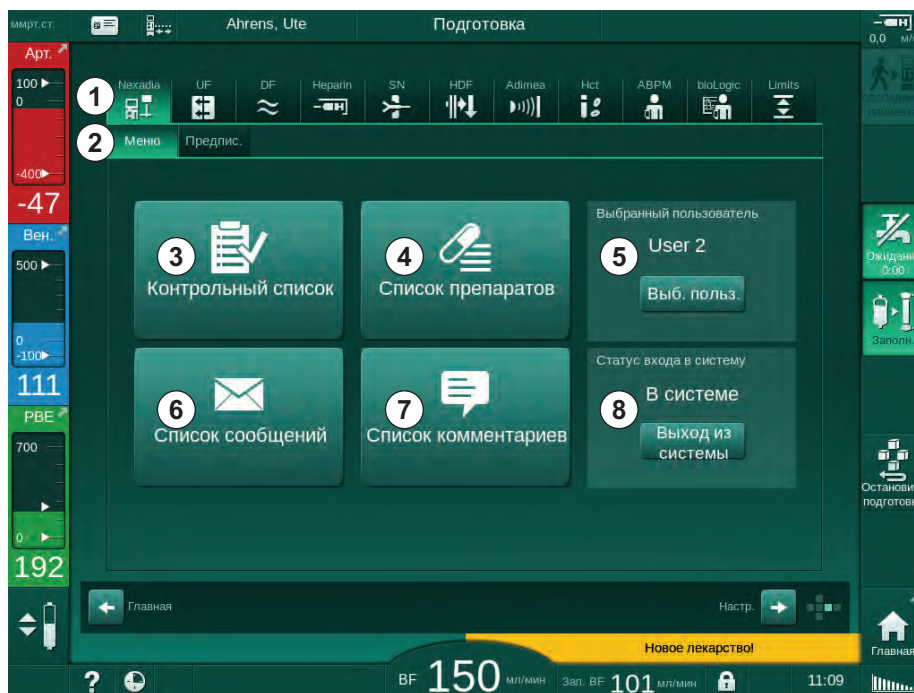 ммрт.ст.
Ahrens, Ute
Подготовка
0,0
Арт.
100
0
-400
-47
Вен.
500
0
-100
111
PBE
700
0
192
1
Nexadia
UF
DF
Heparin
SN
HDF
Adimea
Hct
ABPM
bioLogic
Limits
2
Меню
Предпис.
3
Контрольный список
4
Список препаратов
Выбранный пользователь
5
User 2
Выб. польз.
6
Список сообщений
7
Список комментариев
Статус входа в систему
8
В системе
Выход из
системы
Ожидани
0:00
Заполн.
Останови
подготовк
Главная
Настр.
Новое лекарство!
Главная
?
BF 150 мл/мин
Зап. BF 101 мл/мин
11:09